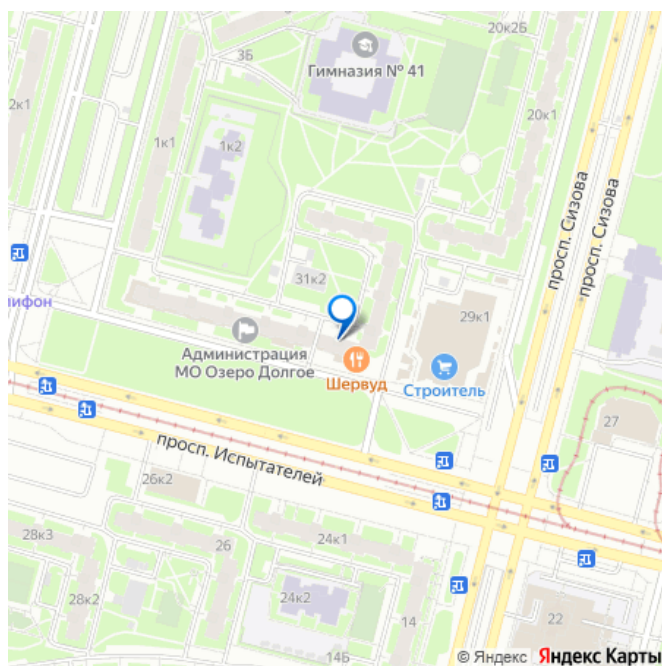 20к2Б
3Б
Гимназия № 41
2к1
20к1
1к1
1к2
просп. Сизова
просп. Сизова
31к2
лифон
29к1
Администрация
МО Озеро Долгое
Шервуд
Строитель
27
просп. Испытателей
26к2
28к3
26
24к1
28к2
24к2
14
22
14Б
© Яндекс Яндекс Карты